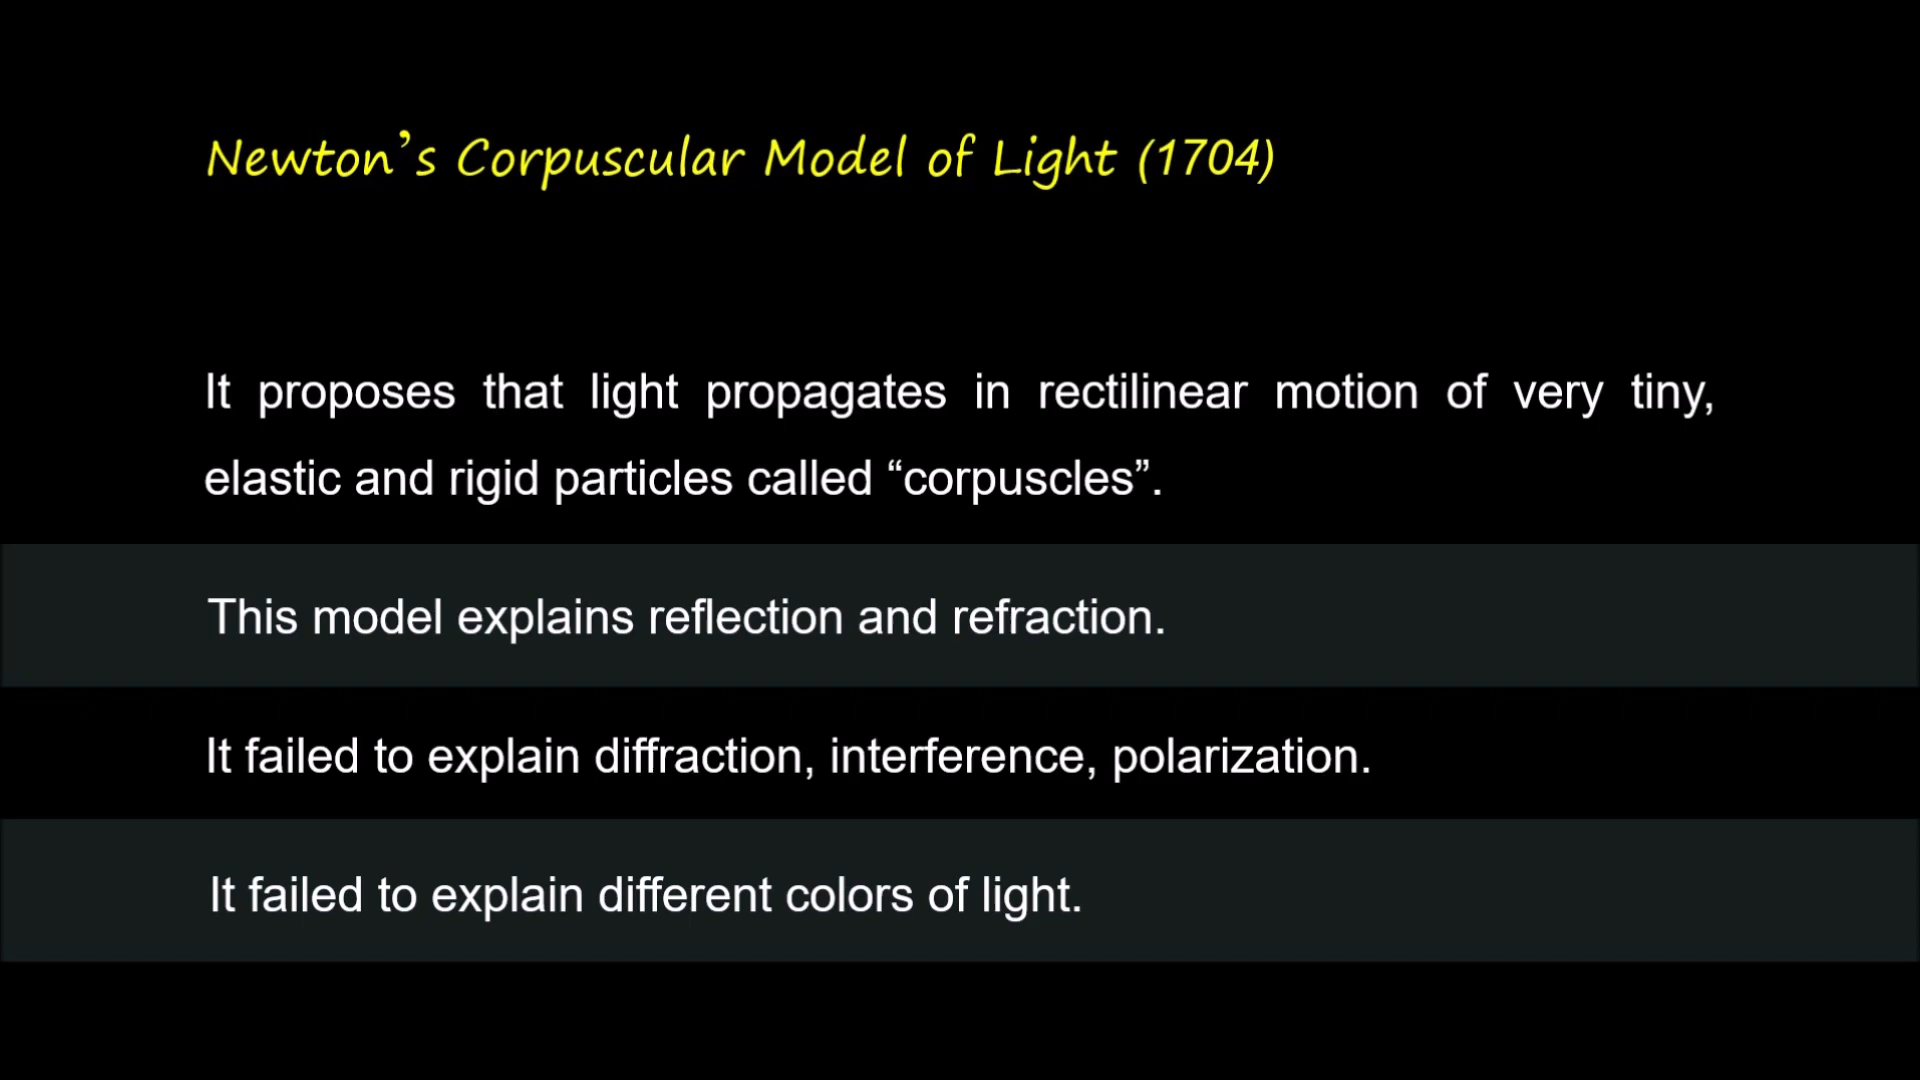 Newton’s Corpuscular Model of Light (1704)
It proposes that light propagates in rectilinear motion of very tiny,
elastic and rigid particles called “corpuscles”.
This model explains reflection and refraction.
It failed to explain diffraction, interference, polarization.
It failed to explain different colors of light.